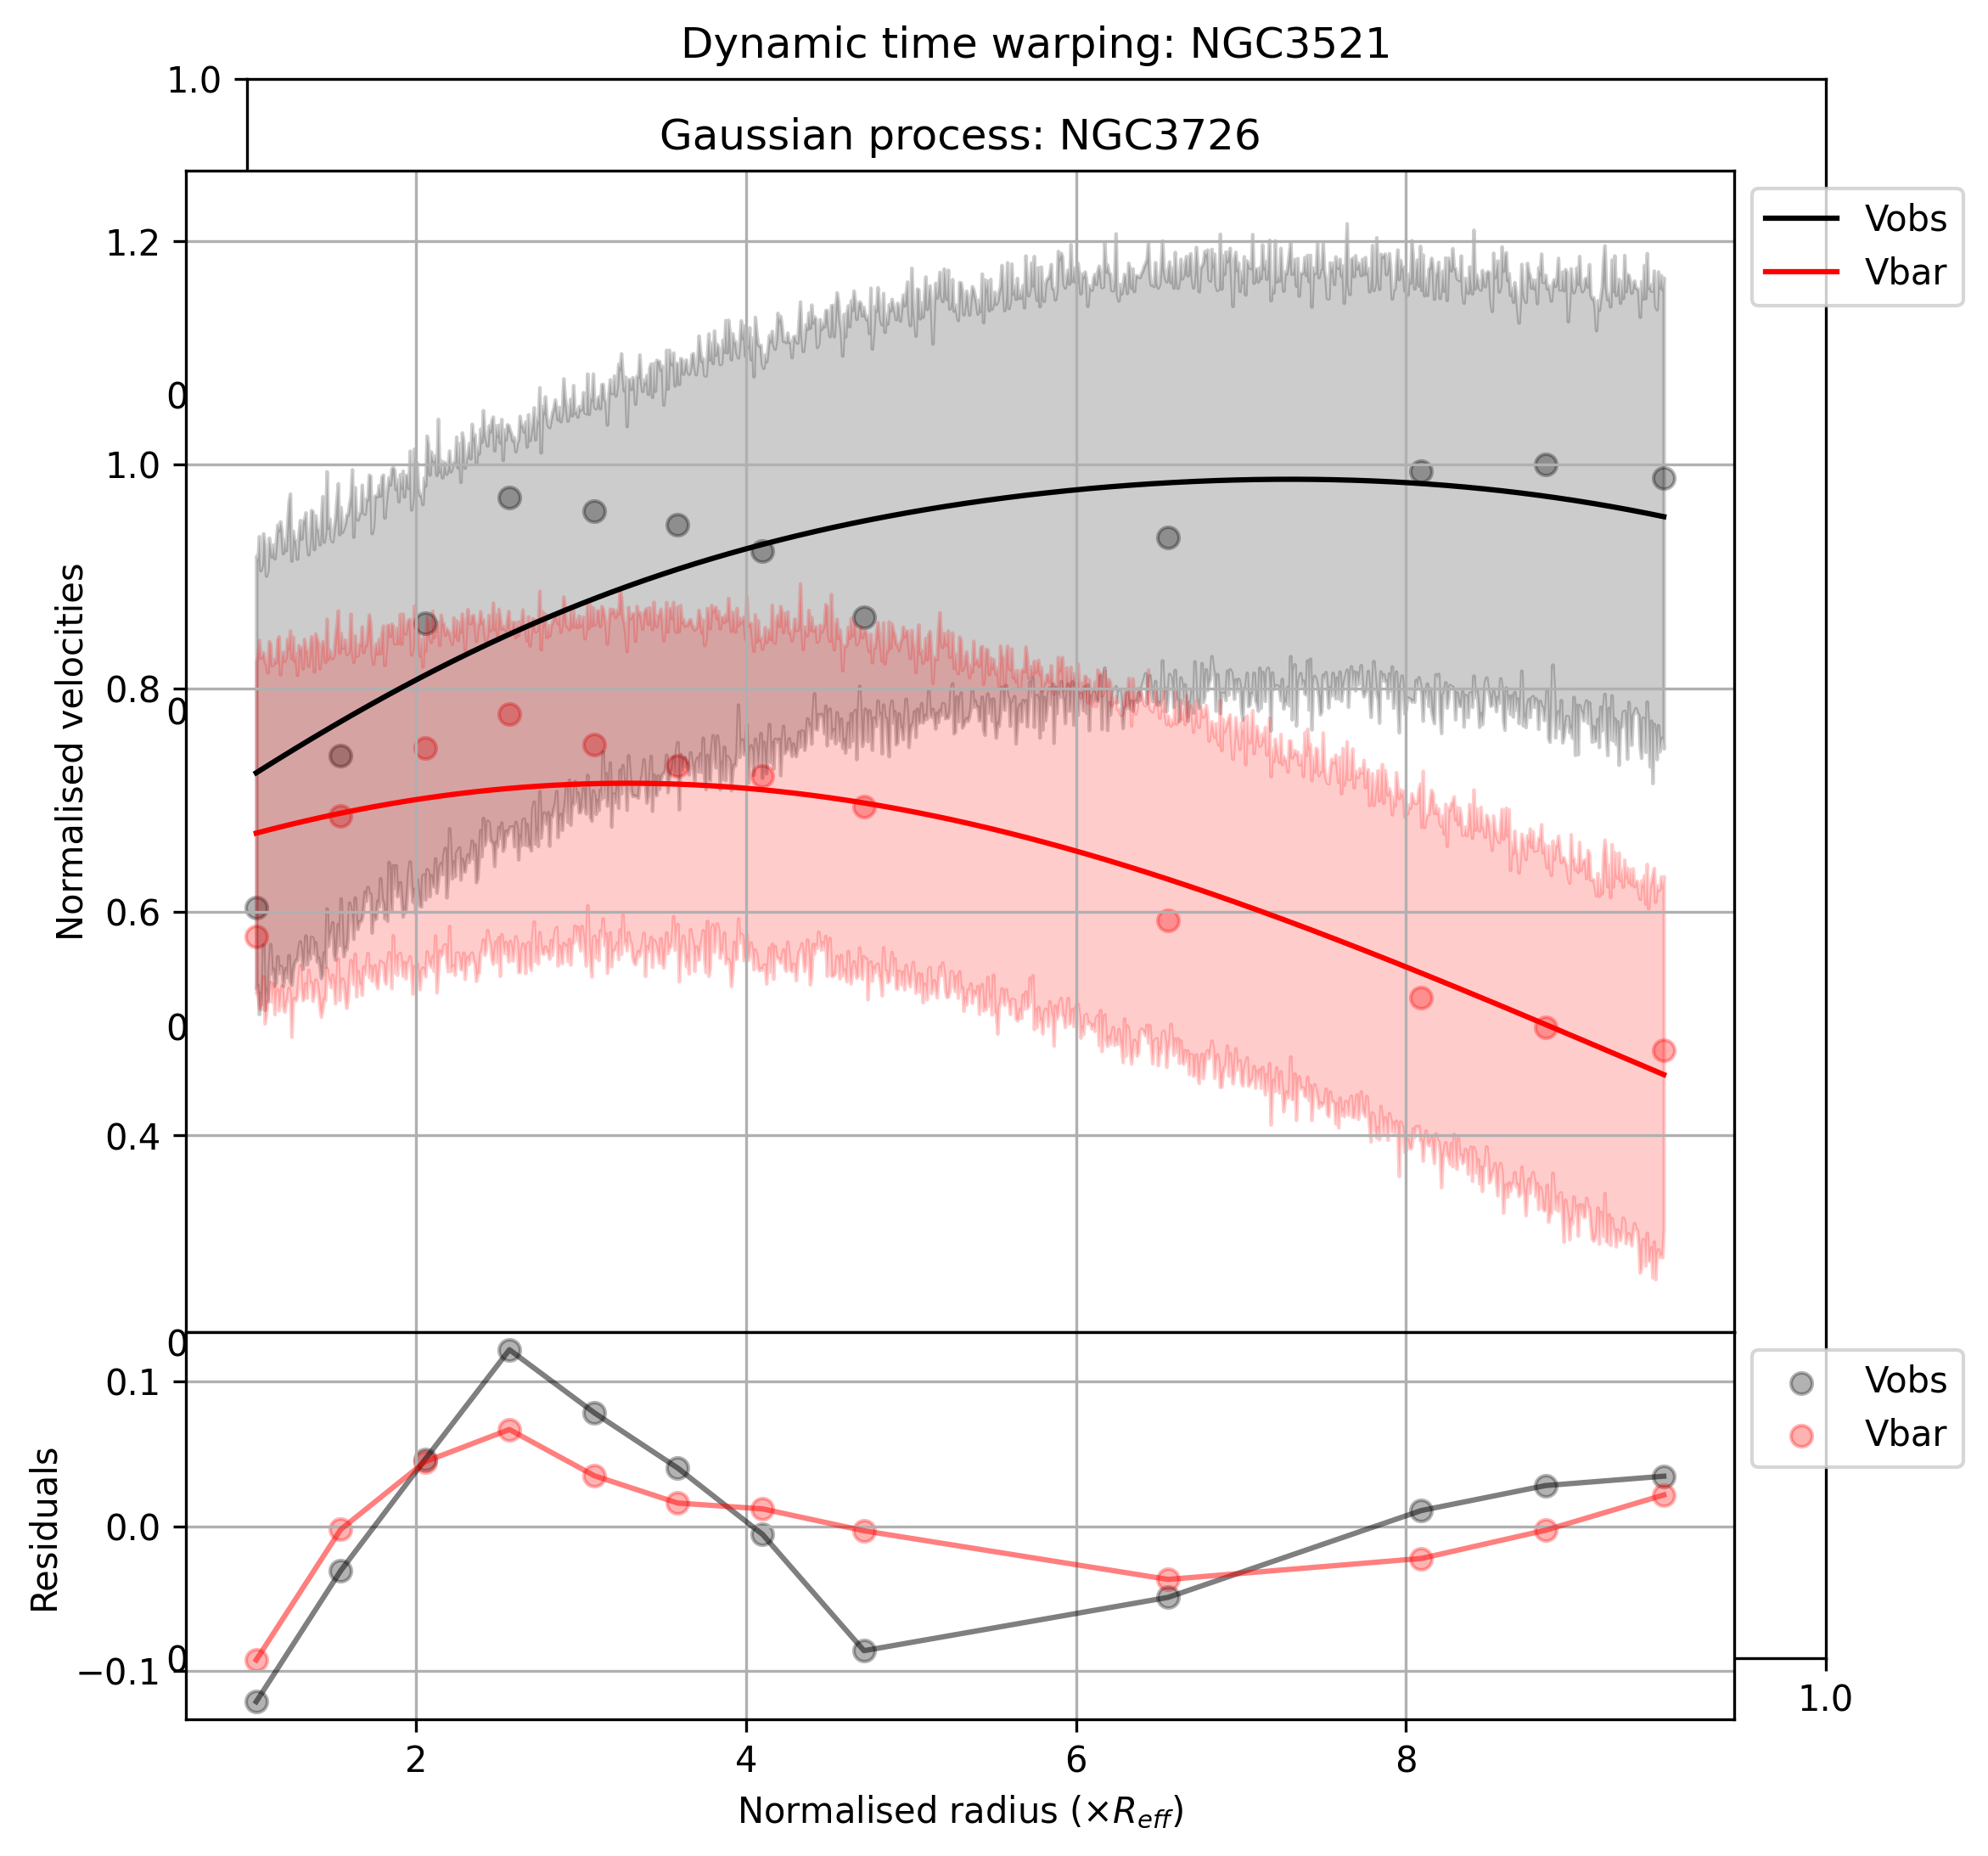 Dynamic time warping: NGC3521
1.0
Gaussian process: NGC3726
Vobs
Vbar
1.2
0
1.0
0.8
0
0.6
0
0.4
Normalised velocities
0
0.1
0.0
−0.1
0
Residuals
Vobs
Vbar
1.0
2 4 6 8
Normalised radius (×R_eff)